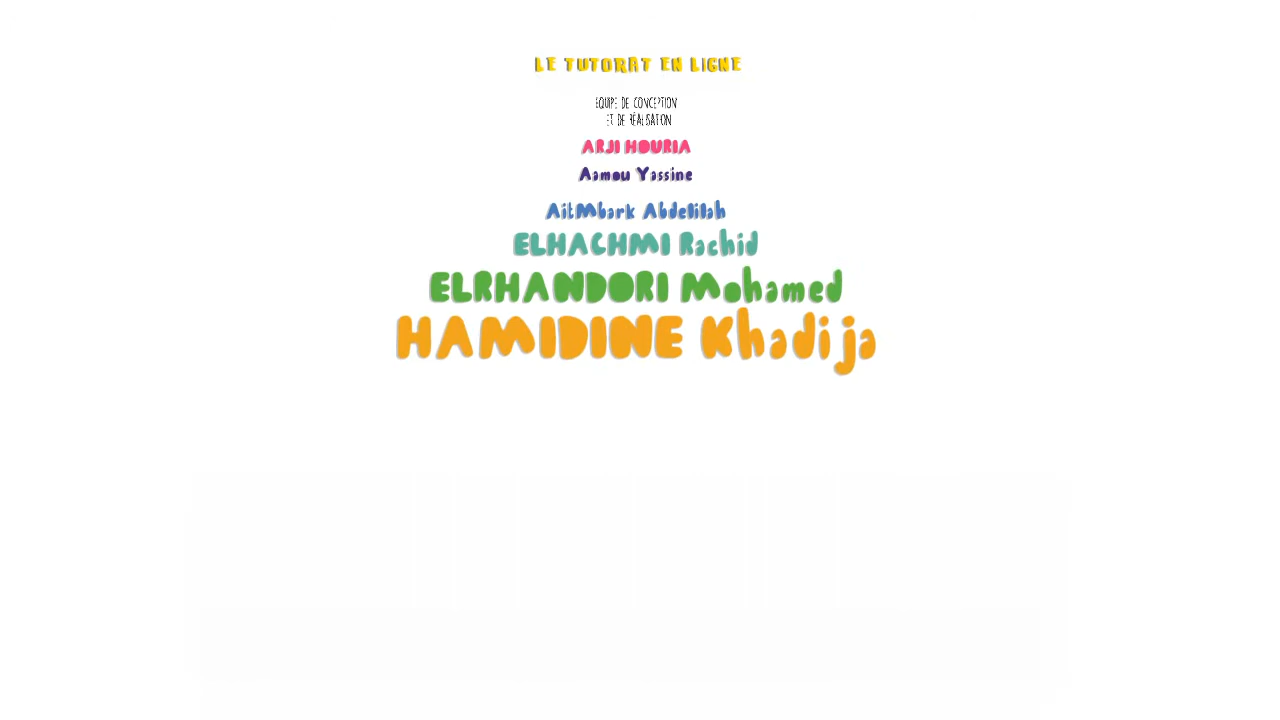 LE TUTORAT EN LIGNE
EQUIPE DE CONCEPTION
ET DE RÉALISATION
ARJI HOURIA
Aamou Yassine
AitMbark Abdelilah
ELHACHMI Rachid
ELRHANDORI Mohamed
HAMIDINE Khadija